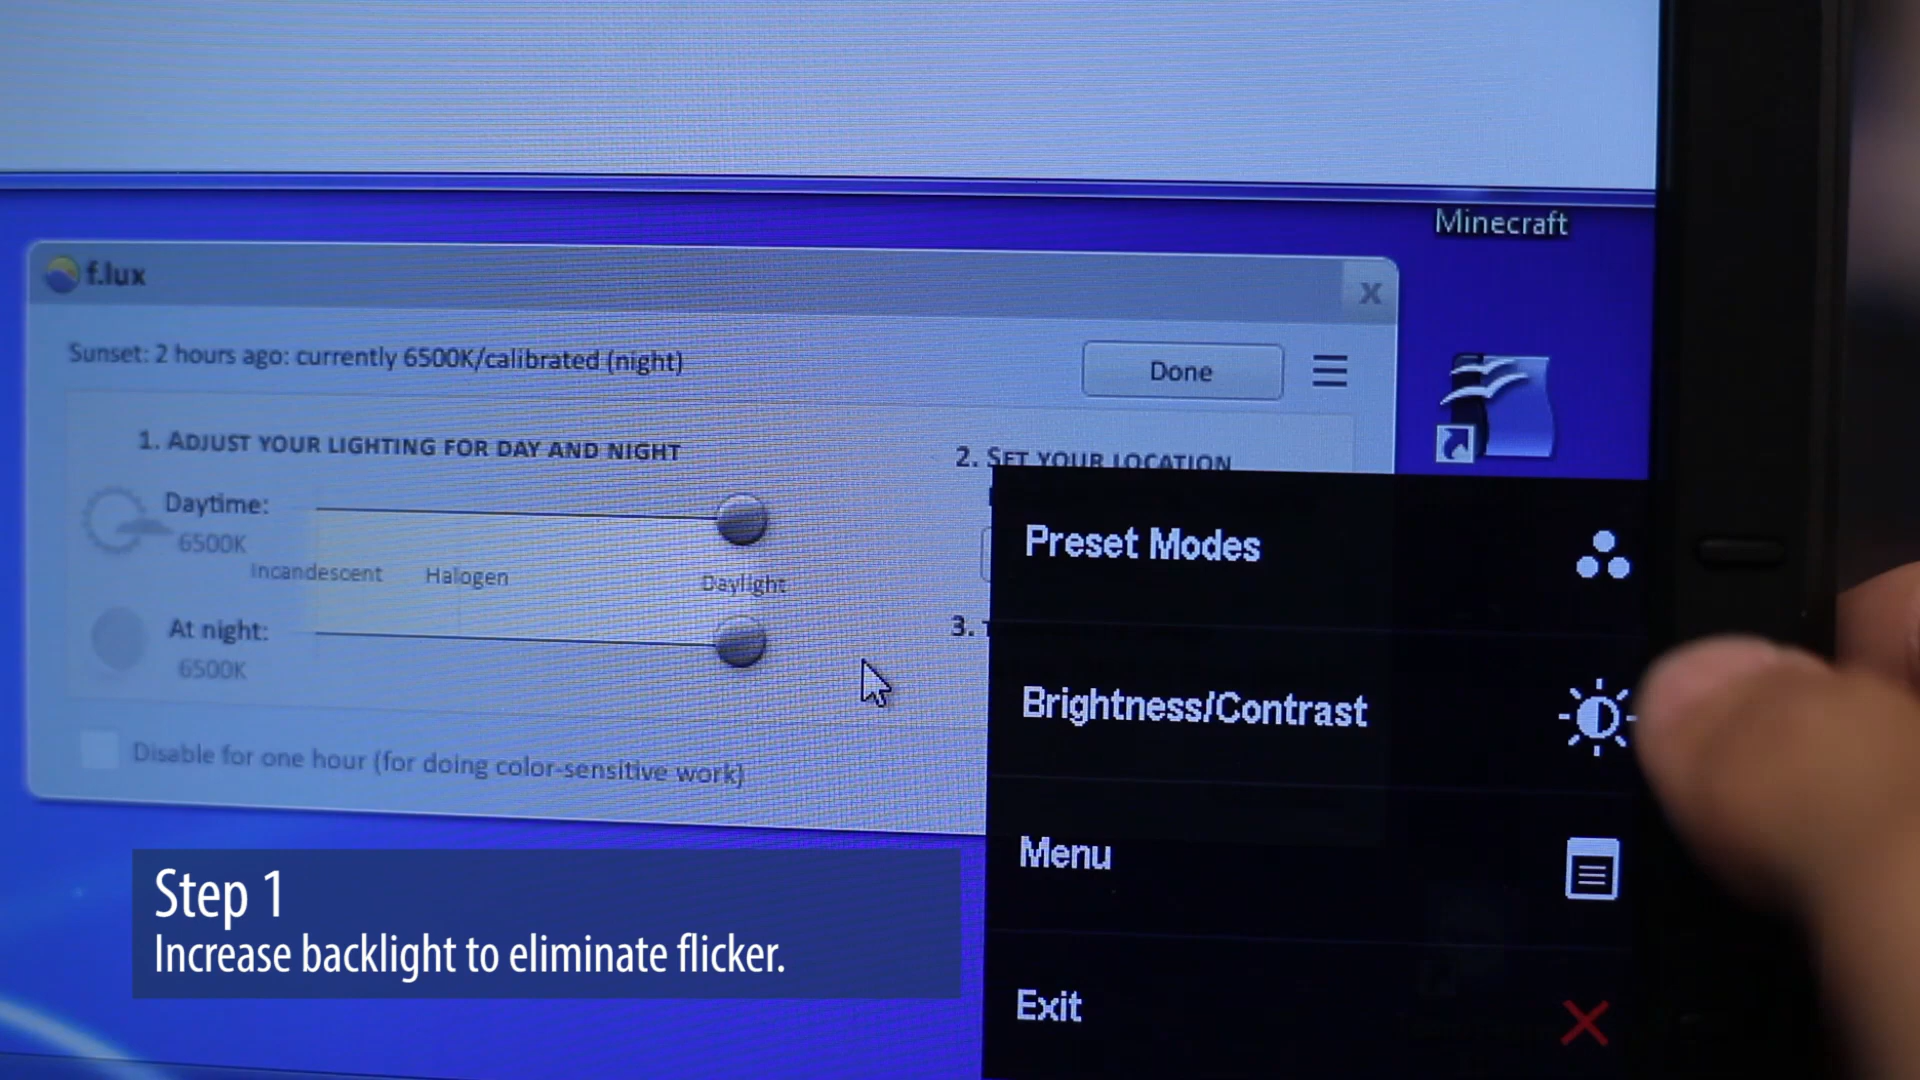 Minecraft
f.lux
x
Sunset: 2 hours ago: currently 6500K/calibrated (night)
Done
1. ADJUST YOUR LIGHTING FOR DAY AND NIGHT
2. SET YOUR LOCATION
Daytime:
6500K
Incandescent
Halogen
Daylight
At night:
6500K
3.
Disable for one hour (for doing color-sensitive work)
Preset Modes
Brightness/Contrast
Menu
Exit
Step 1
Increase backlight to eliminate flicker.